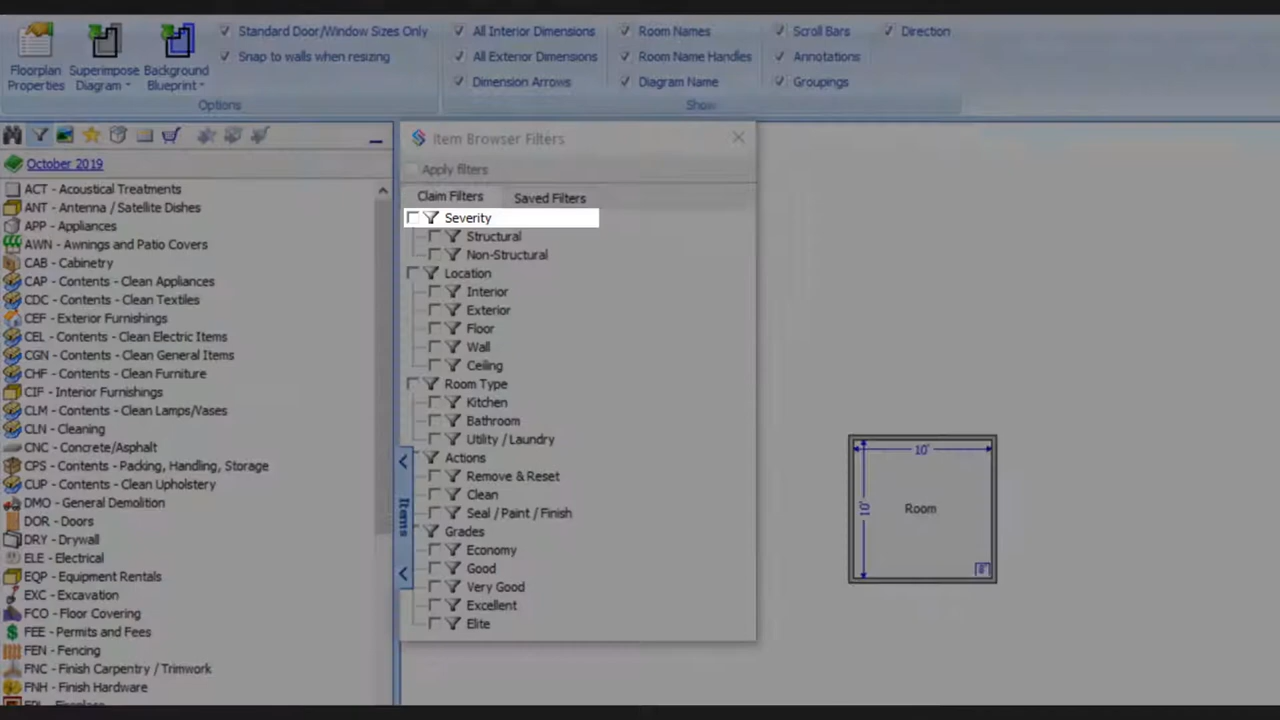 Standard Door/Window Sizes Only
All Interior Dimensions
Room Names
Scroll Bars
Direction
Snap to walls when resizing
All Exterior Dimensions
Room Name Handles
Annotations
Floorplan Properties
Superimpose Diagram
Background Blueprint
Dimension Arrows
Diagram Name
Groupings
Options
Show
October 2019
ACT - Acoustical Treatments
ANT - Antenna / Satellite Dishes
APP - Appliances
AWN - Awnings and Patio Covers
CAB - Cabinetry
CAP - Contents - Clean Appliances
CDC - Contents - Clean Textiles
CEF - Exterior Furnishings
CEL - Contents - Clean Electric Items
CGN - Contents - Clean General Items
CHF - Contents - Clean Furniture
CIF - Interior Furnishings
CLM - Contents - Clean Lamps/Vases
CLN - Cleaning
CNC - Concrete/Asphalt
CPS - Contents - Packing, Handling, Storage
CUP - Contents - Clean Upholstery
DMO - General Demolition
DOR - Doors
DRY - Drywall
ELE - Electrical
EQP - Equipment Rentals
EXC - Excavation
FCO - Floor Covering
FEE - Permits and Fees
FEN - Fencing
FNC - Finish Carpentry / Trimwork
FNH - Finish Hardware
Items
Item Browser Filters
Apply filters
Claim Filters
Saved Filters
Severity
Structural
Non-Structural
Location
Interior
Exterior
Floor
Wall
Ceiling
Room Type
Kitchen
Bathroom
Utility / Laundry
Actions
Remove & Reset
Clean
Seal / Paint / Finish
Grades
Economy
Good
Very Good
Excellent
Elite
10'
10'
Room
8'